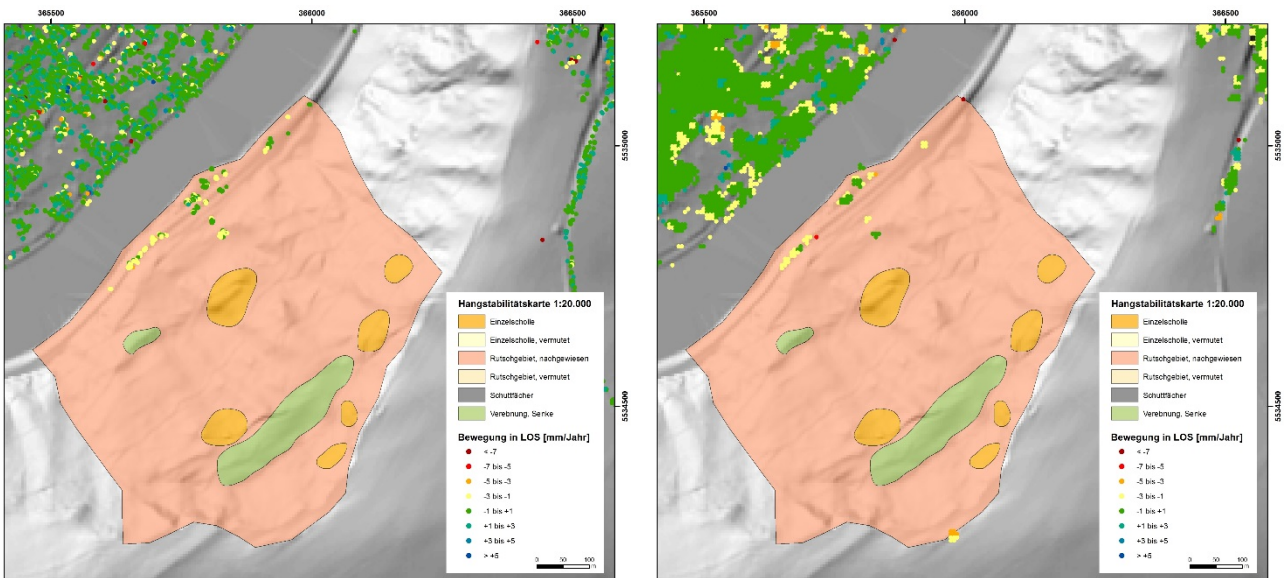 365500
366000
366500
5535000
5534500
Hangstabilitätskarte 1:20.000
Einzelscholle
Einzelscholle, vermutet
Rutschgebiet, nachgewiesen
Rutschgebiet, vermutet
Schuttfächer
Verebnung, Senke
Bewegung in LOS [mm/Jahr]
< -7
-7 bis -5
-5 bis -3
-3 bis -1
-1 bis +1
+1 bis +3
+3 bis +5
> +5
0 50 100
m
365500
366000
366500
5535000
5534500
Hangstabilitätskarte 1:20.000
Einzelscholle
Einzelscholle, vermutet
Rutschgebiet, nachgewiesen
Rutschgebiet, vermutet
Schuttfächer
Verebnung, Senke
Bewegung in LOS [mm/Jahr]
< -7
-7 bis -5
-5 bis -3
-3 bis -1
-1 bis +1
+1 bis +3
+3 bis +5
> +5
0 50 100
m